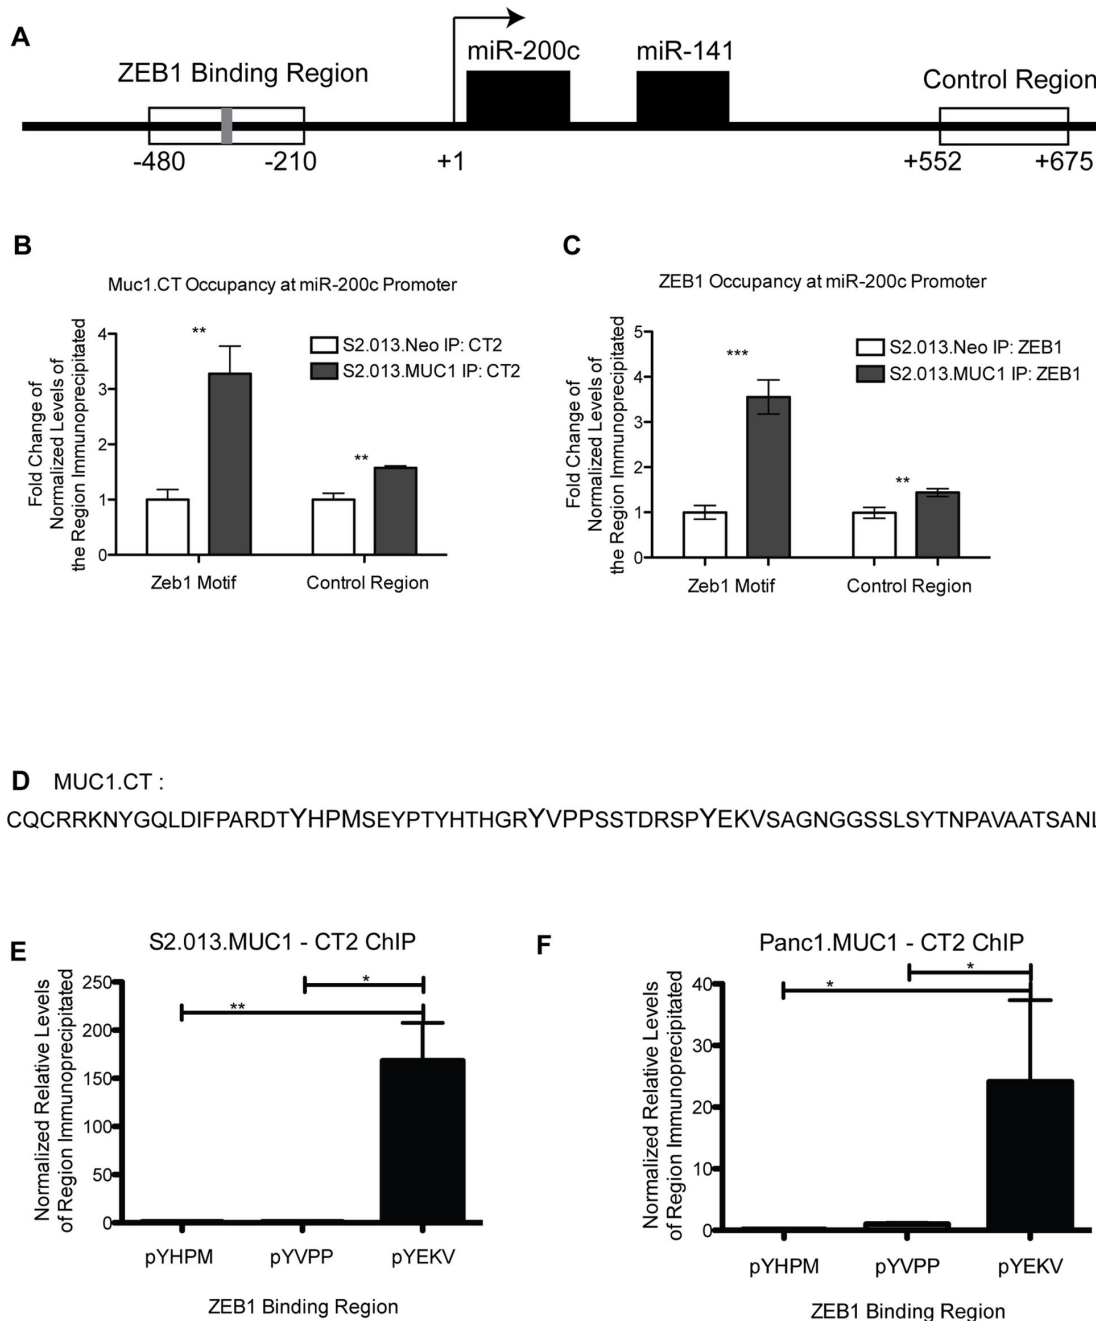 A
miR-200c
miR-141
ZEB1 Binding Region
Control Region
-480
-210
+1
+552
+675
B
Muc1.CT Occupancy at miR-200c Promoter
**
S2.013.Neo IP: CT2
S2.013.MUC1 IP: CT2
**
Fold Change of
Normalized Levels of
the Region Immunoprecipitated
4
3
2
1
0
Zeb1 Motif
Control Region
C
ZEB1 Occupancy at miR-200c Promoter
***
S2.013.Neo IP: ZEB1
S2.013.MUC1 IP: ZEB1
**
Fold Change of
Normalized Levels of
the Region Immunoprecipitated
5
4
3
2
1
0
Zeb1 Motif
Control Region
D MUC1.CT :
CQCRRKNYGQLDIFPARDTYHPMSEYPTYHTHGRYVPPSSTDRSPYEKVSAGNGGSSLSYTNPAVAATSANL
E
S2.013.MUC1 - CT2 ChIP
*
**
Normalized Relative Levels
of Region Immunoprecipitated
250
200
150
100
50
0
pYHPM
pYVPP
pYEKV
ZEB1 Binding Region
F
Panc1.MUC1 - CT2 ChIP
*
*
Normalized Relative Levels
of Region Immunoprecipitated
40
30
20
10
0
pYHPM
pYVPP
pYEKV
ZEB1 Binding Region